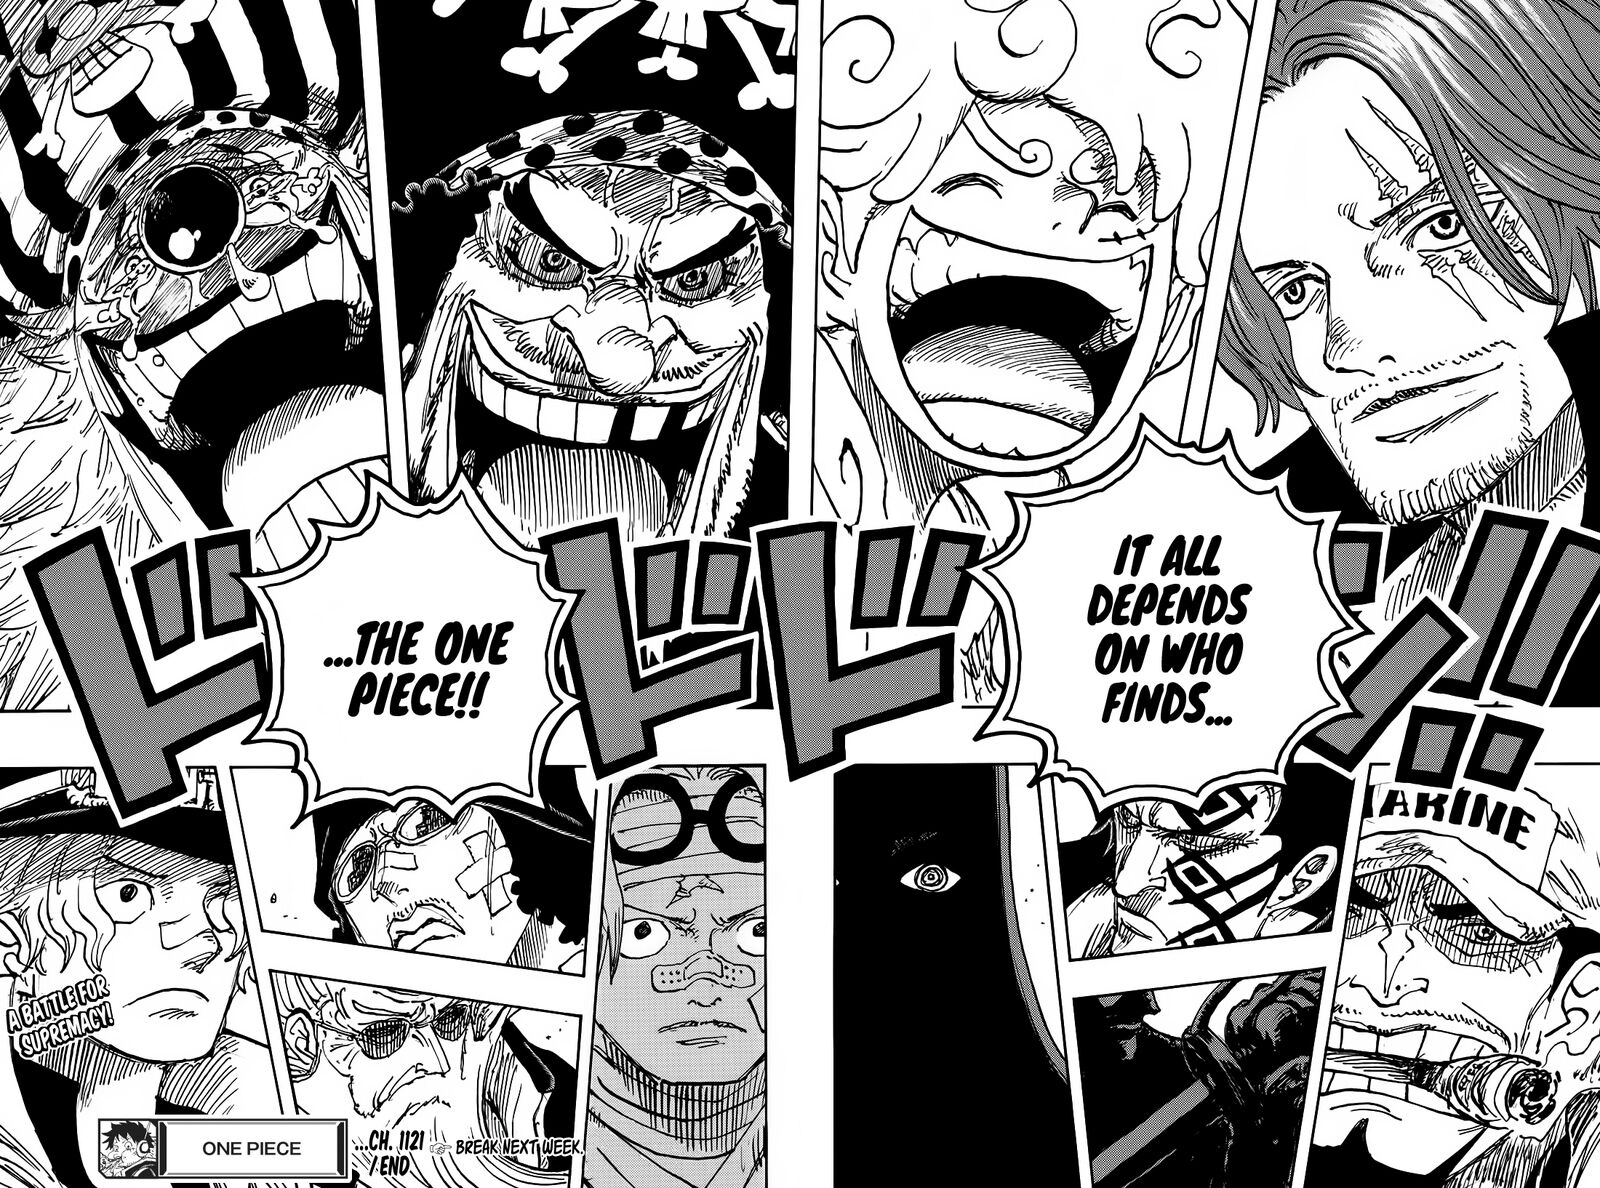 IT ALL
DEPENDS
ON WHO
FINDS...
...THE ONE
PIECE!!
ドドドン!!
MARINE
A BATTLE FOR
SUPREMACY!
ONE PIECE
...CH. 1121
/ END
☞ BREAK NEXT WEEK.